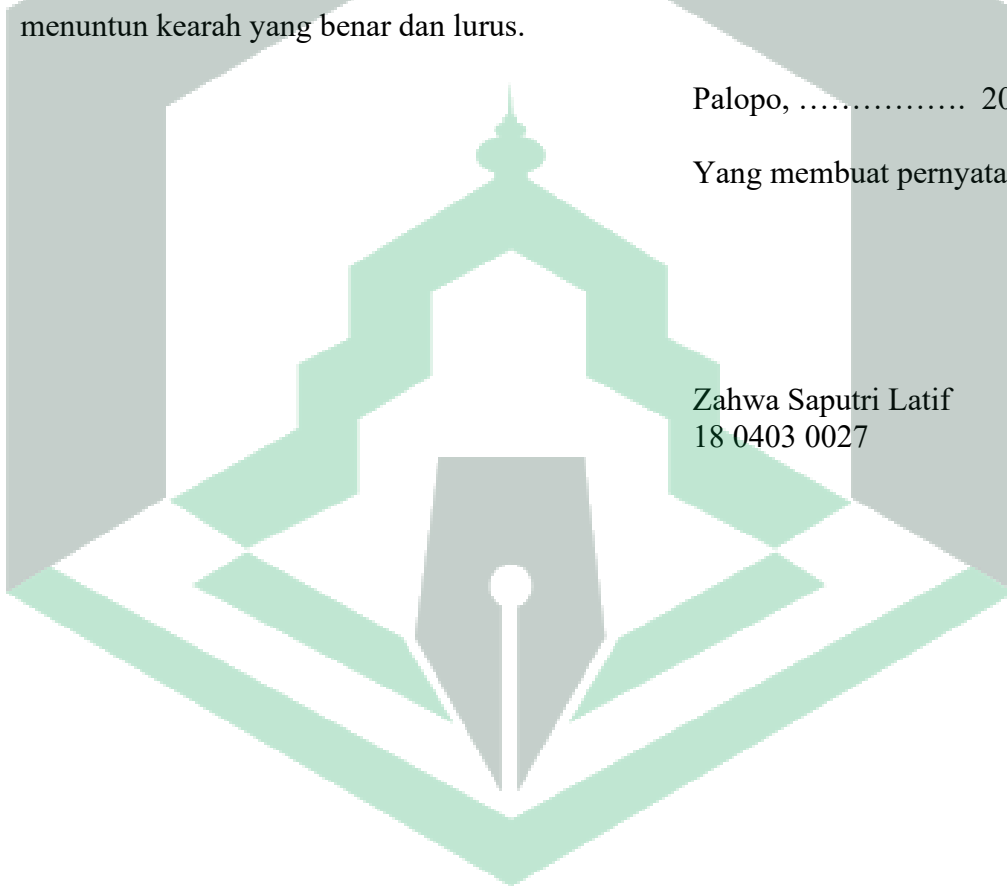 menuntun kearah yang benar dan lurus.
Palopo, ……………. 20
Yang membuat pernyata
Zahwa Saputri Latif
18 0403 0027